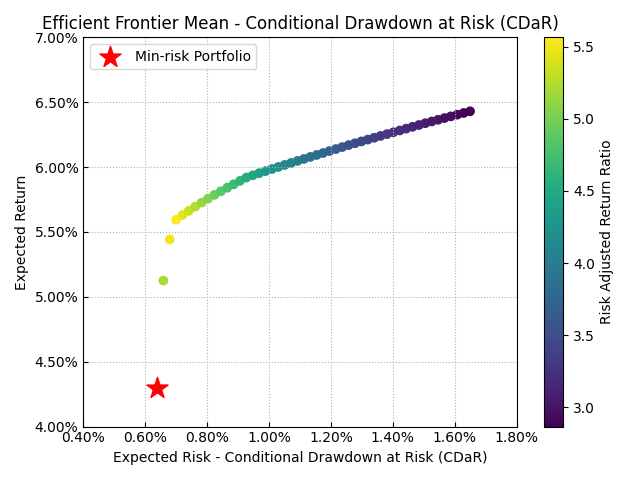 Efficient Frontier Mean - Conditional Drawdown at Risk (CDaR)
Min-risk Portfolio
7.00%
6.50%
6.00%
5.50%
5.00%
4.50%
4.00%
Expected Return
0.40% 0.60% 0.80% 1.00% 1.20% 1.40% 1.60% 1.80%
Expected Risk - Conditional Drawdown at Risk (CDaR)
5.5
5.0
4.5
4.0
3.5
3.0
Risk Adjusted Return Ratio